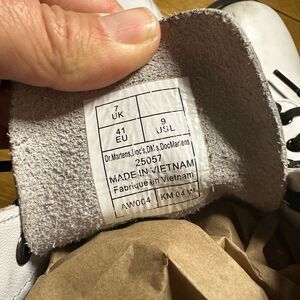 7
UK
41
EU
9
USL
Dr.Martens,Doc's,DM's,DocMartens
25057
MADE IN VIETNAM
Fabriqué en Vietnam
AW004
KM 04 W